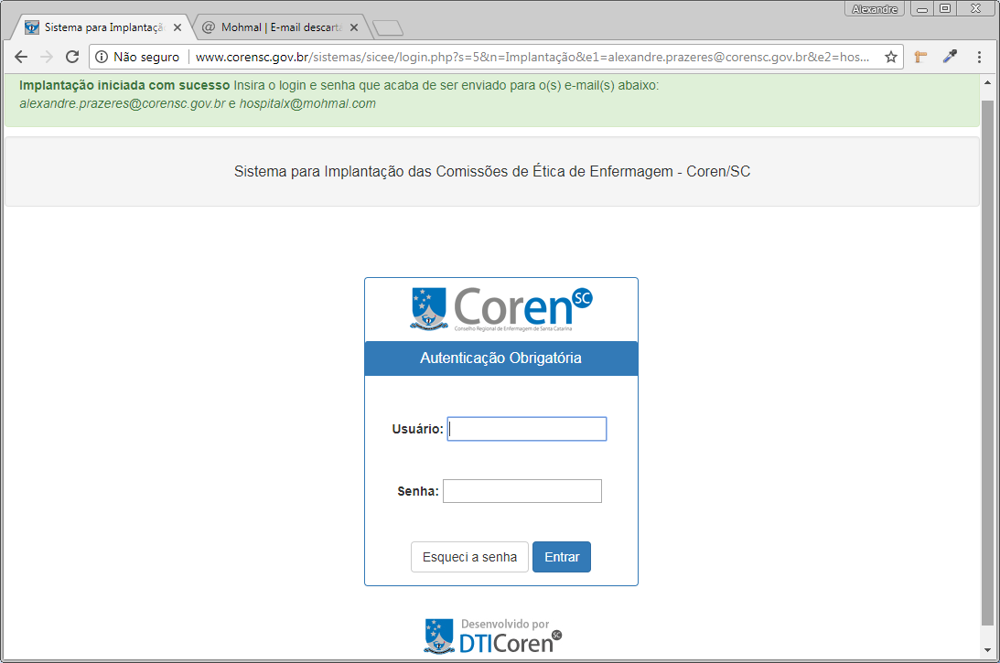 Alexandre
Sistema para Implantaçã
Mohmal | E-mail descarta
Não seguro
www.corensc.gov.br/sistemas/sicee/login.php?s=5&n=Implantação&e1=alexandre.prazeres@corensc.gov.br&e2=hos...
Implantação iniciada com sucesso Insira o login e senha que acaba de ser enviado para o(s) e-mail(s) abaixo:
alexandre.prazeres@corensc.gov.br e hospitalx@mohmal.com
Sistema para Implantação das Comissões de Ética de Enfermagem - Coren/SC
Coren SC
Conselho Regional de Enfermagem de Santa Catarina
Autenticação Obrigatória
Usuário:
Senha:
Esqueci a senha Entrar
Desenvolvido por
DTICoren SC